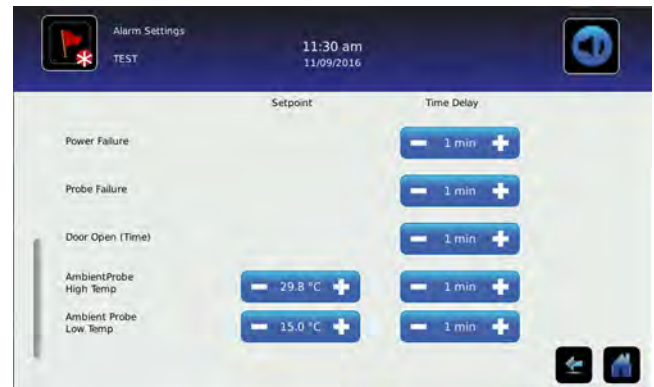 Alarm Settings
TEST
11:30 am
11/09/2016
Setpoint Time Delay
Power Failure 1 min
Probe Failure 1 min
Door Open (Time) 1 min
AmbientProbe
High Temp 29.8 °C 1 min
Ambient Probe
Low Temp 15.0 °C 1 min